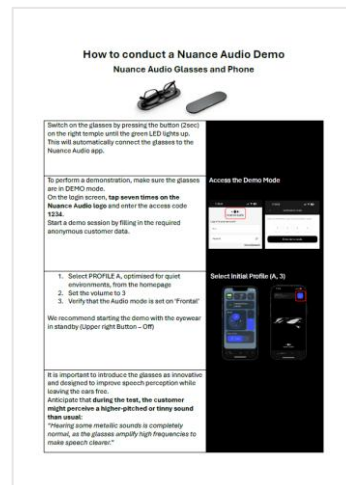 How to conduct a Nuance Audio Demo
Nuance Audio Glasses and Phone
Switch on the glasses by pressing the button (2sec)
on the right temple until the green LED lights up.
This will automatically connect the glasses to the
Nuance Audio app.
To perform a demonstration, make sure the glasses
are in DEMO mode.
On the login screen, tap seven times on the
Nuance Audio logo and enter the access code
1234.
Start a demo session by filling in the required
anonymous customer data.
Access the Demo Mode
1. Select PROFILE A, optimised for quiet
environments, from the homepage
2. Set the volume to 3
3. Verify that the Audio mode is set on 'Frontal'
We recommend starting the demo with the eyewear
in standby (Upper right Button – Off)
Select Initial Profile (A, 3)
It is important to introduce the glasses as innovative
and designed to improve speech perception while
leaving the ears free.
Anticipate that during the test, the customer
might perceive a higher-pitched or tinny sound
than usual:
"Hearing some metallic sounds is completely
normal, as the glasses amplify high frequencies to
make speech clearer."